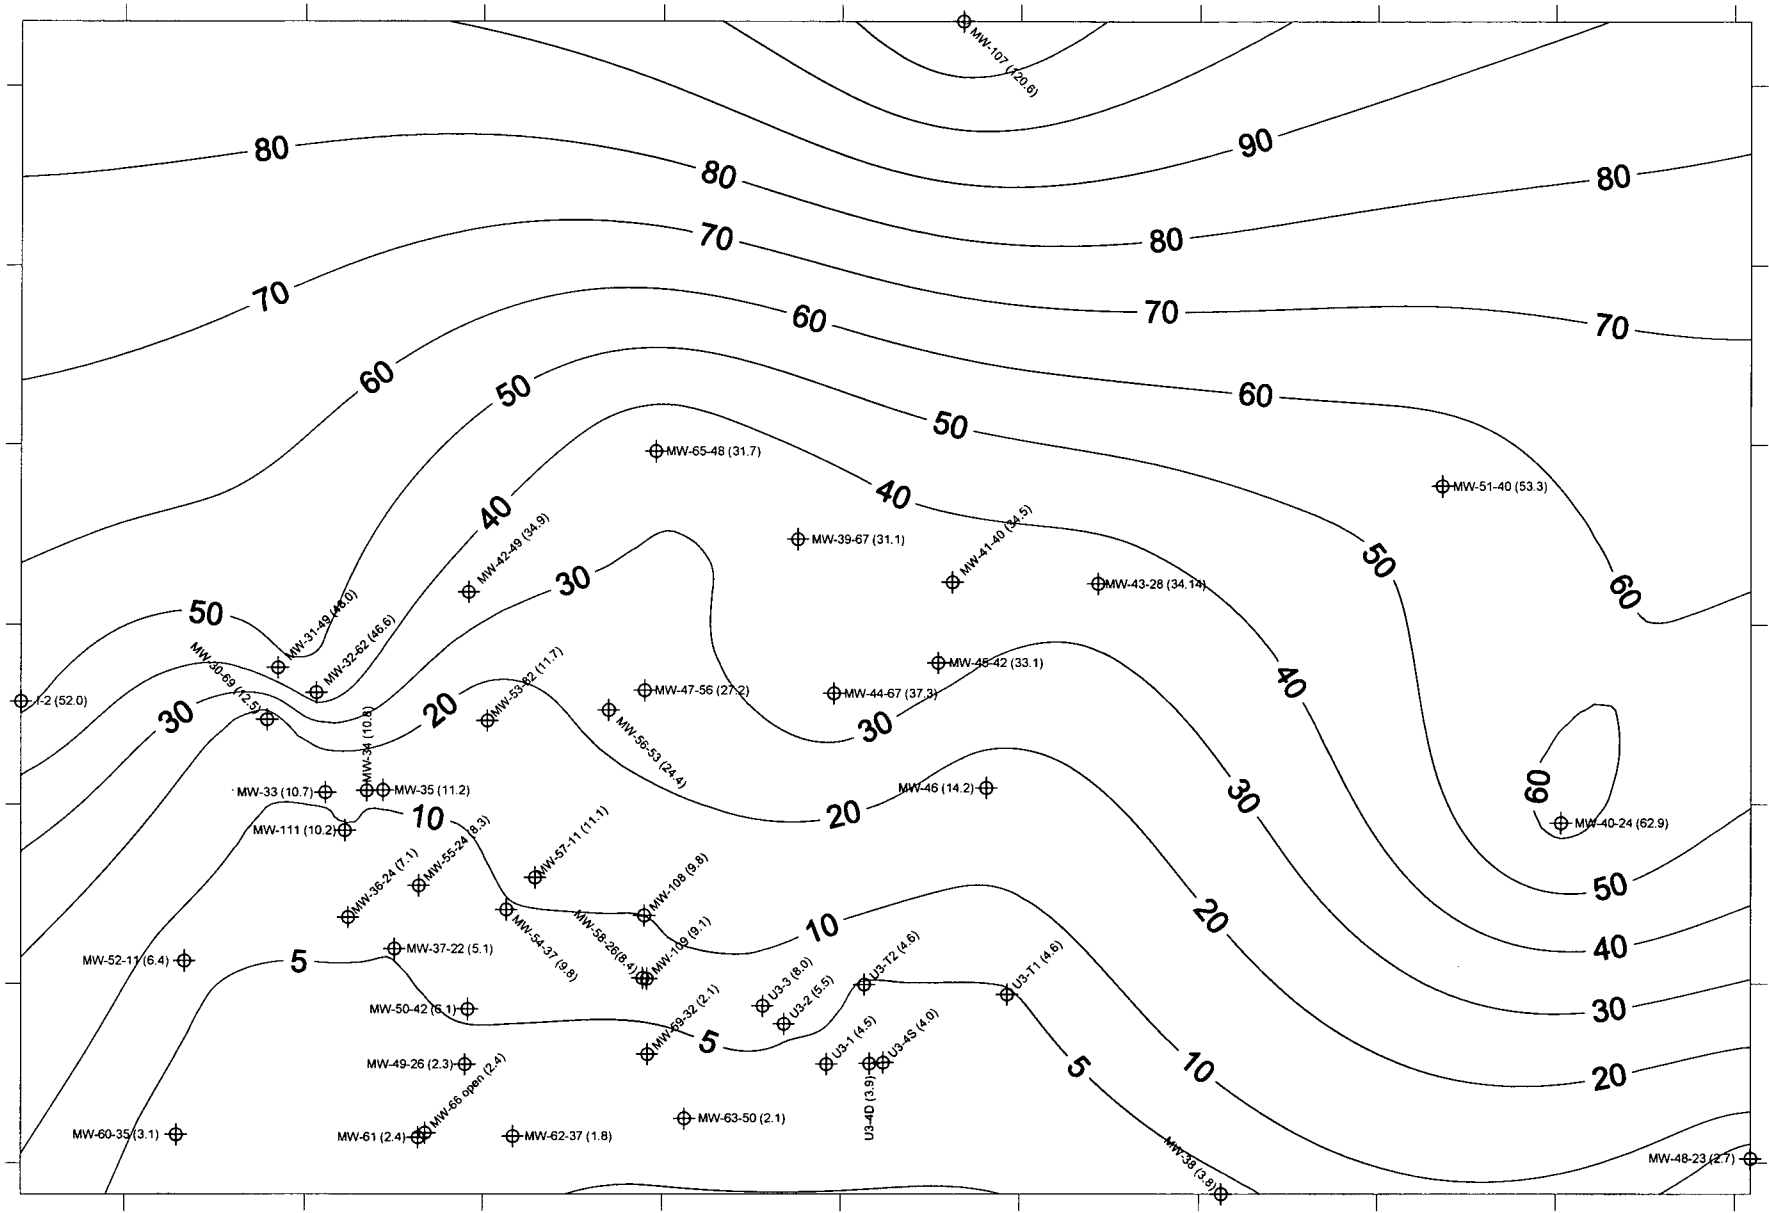 MW-107 (120.6)
90
80
80
80
80
70
70
70
70
60
60
60
50
50
MW-65-48 (31.7)
MW-51-40 (53.3)
40
40
MW-42-49 (34.9)
MW-39-67 (31.1)
MW-41-40 (34.5)
50
30
MW-43-28 (34.14)
60
50
MW-31-49 (48.0)
MW-32-62 (46.6)
MW-30-69 (12.5)
MW-53-82 (11.7)
MW-45-42 (33.1)
40
I-2 (52.0)
MW-47-56 (27.2)
MW-44-67 (37.3)
30
20
30
MW-56-53 (24.4)
MW-34 (10.8)
MW-33 (10.7)
MW-35 (11.2)
MW-46 (14.2)
30
60
10
20
MW-111 (10.2)
MW-40-24 (62.9)
MW-55-24 (8.3)
MW-57-11 (11.1)
MW-36-24 (7.1)
MW-108 (9.8)
50
20
10
MW-54-37 (9.8)
MW-58-26(8.4)
MW-109 (9.1)
MW-37-22 (5.1)
40
MW-52-11 (6.4)
5
U3-T2 (4.6)
U3-T1 (4.6)
U3-3 (8.0)
U3-2 (5.5)
MW-50-42 (6.1)
30
MW-69-32 (2.1)
5
U3-1 (4.5)
U3-4S (4.0)
MW-49-26 (2.3)
5
10
20
MW-66 open (2.4)
U3-4D (3.9)
MW-63-50 (2.1)
MW-60-35 (3.1)
MW-61 (2.4)
MW-62-37 (1.8)
MW-38 (3.8)
MW-48-23 (2.7)